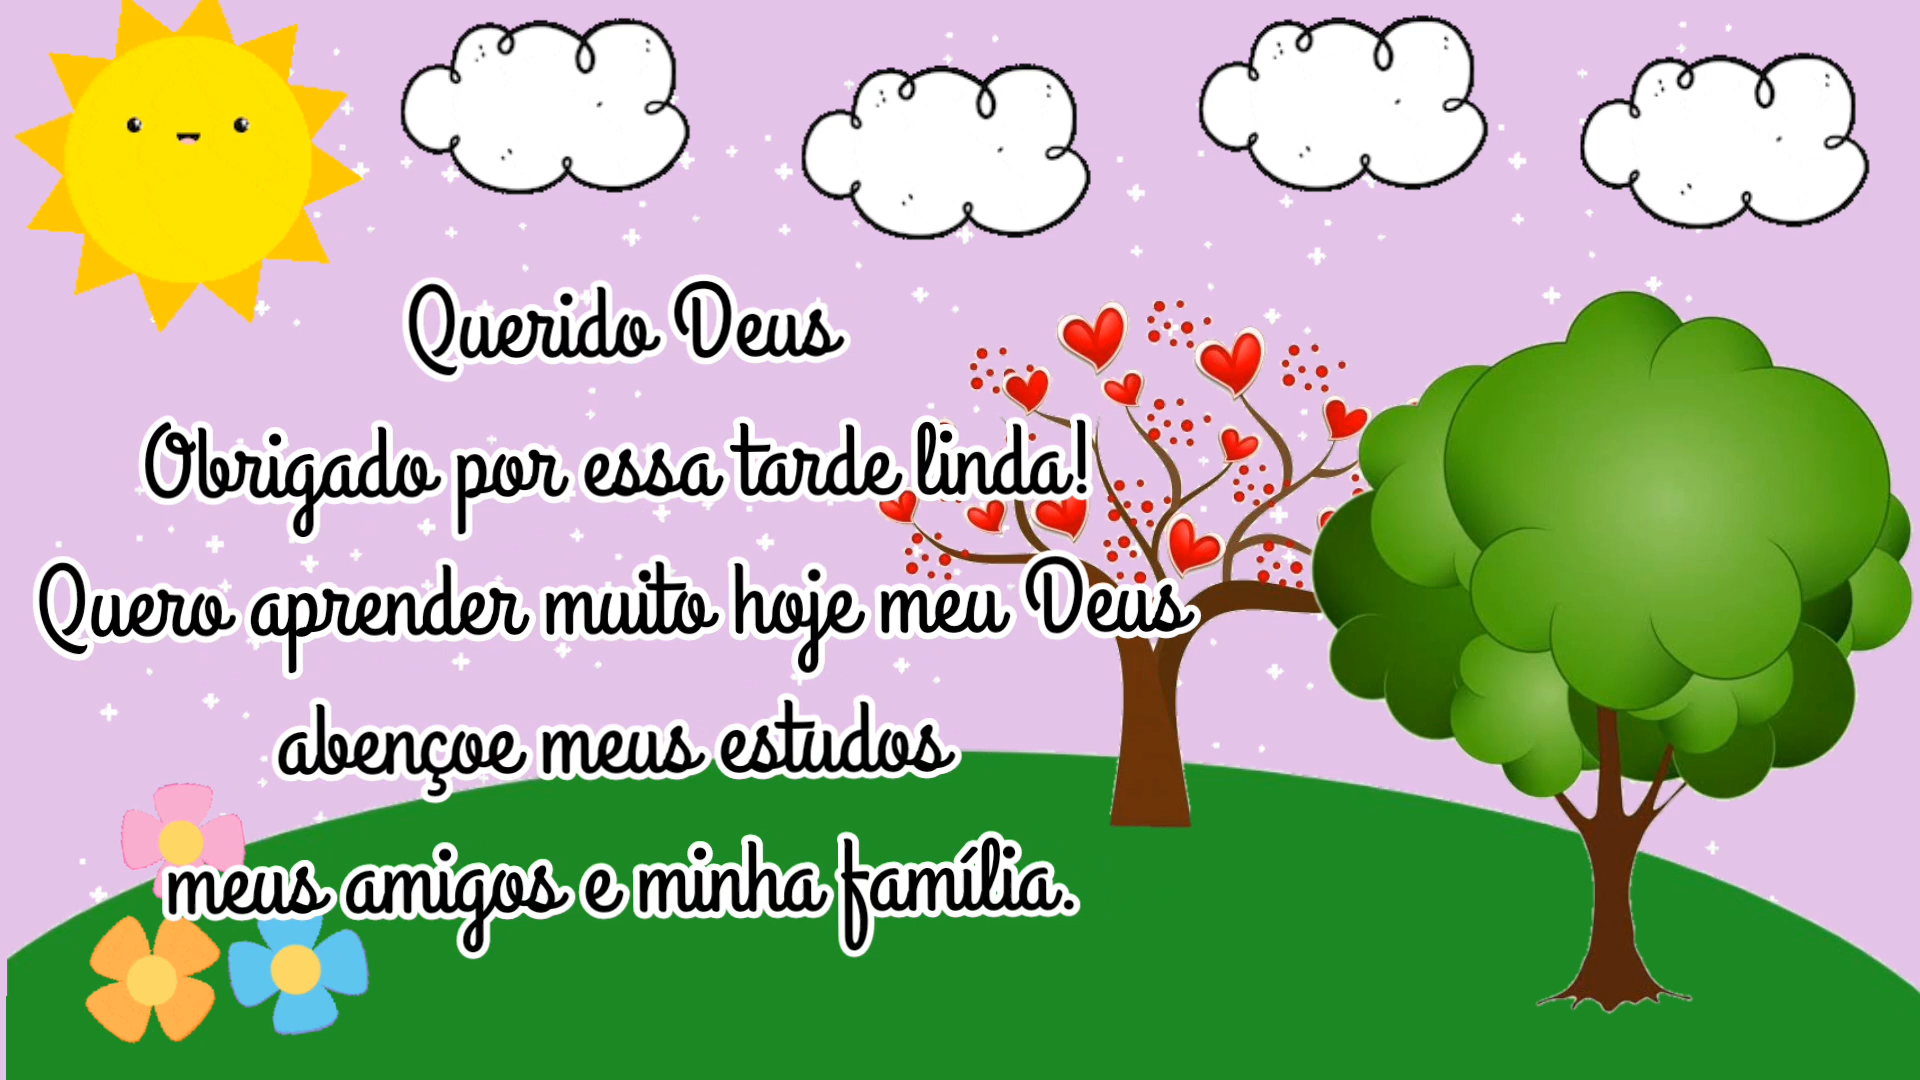 Querido Deus
Obrigado por essa tarde linda!
Quero aprender muito hoje meu Deus
abençoe meus estudos
meus amigos e minha família.